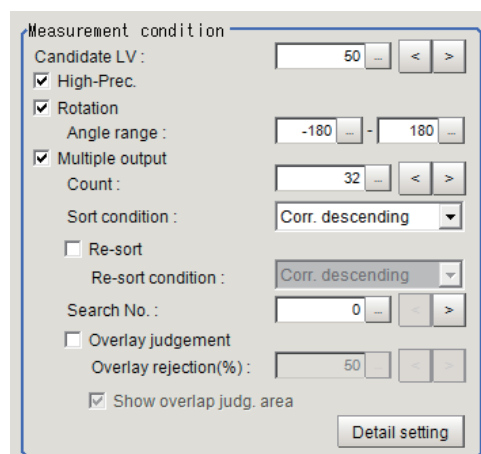 Measurement condition
Candidate LV : 50 ... < >
High-Prec.
Rotation
Angle range : -180 ... - 180 ...
Multiple output
Count : 32 ... < >
Sort condition : Corr. descending
Re-sort
Re-sort condition : Corr. descending
Search No. : 0 ... < >
Overlay judgement
Overlay rejection(%) : 50 ... < >
Show overlap judg. area
Detail setting